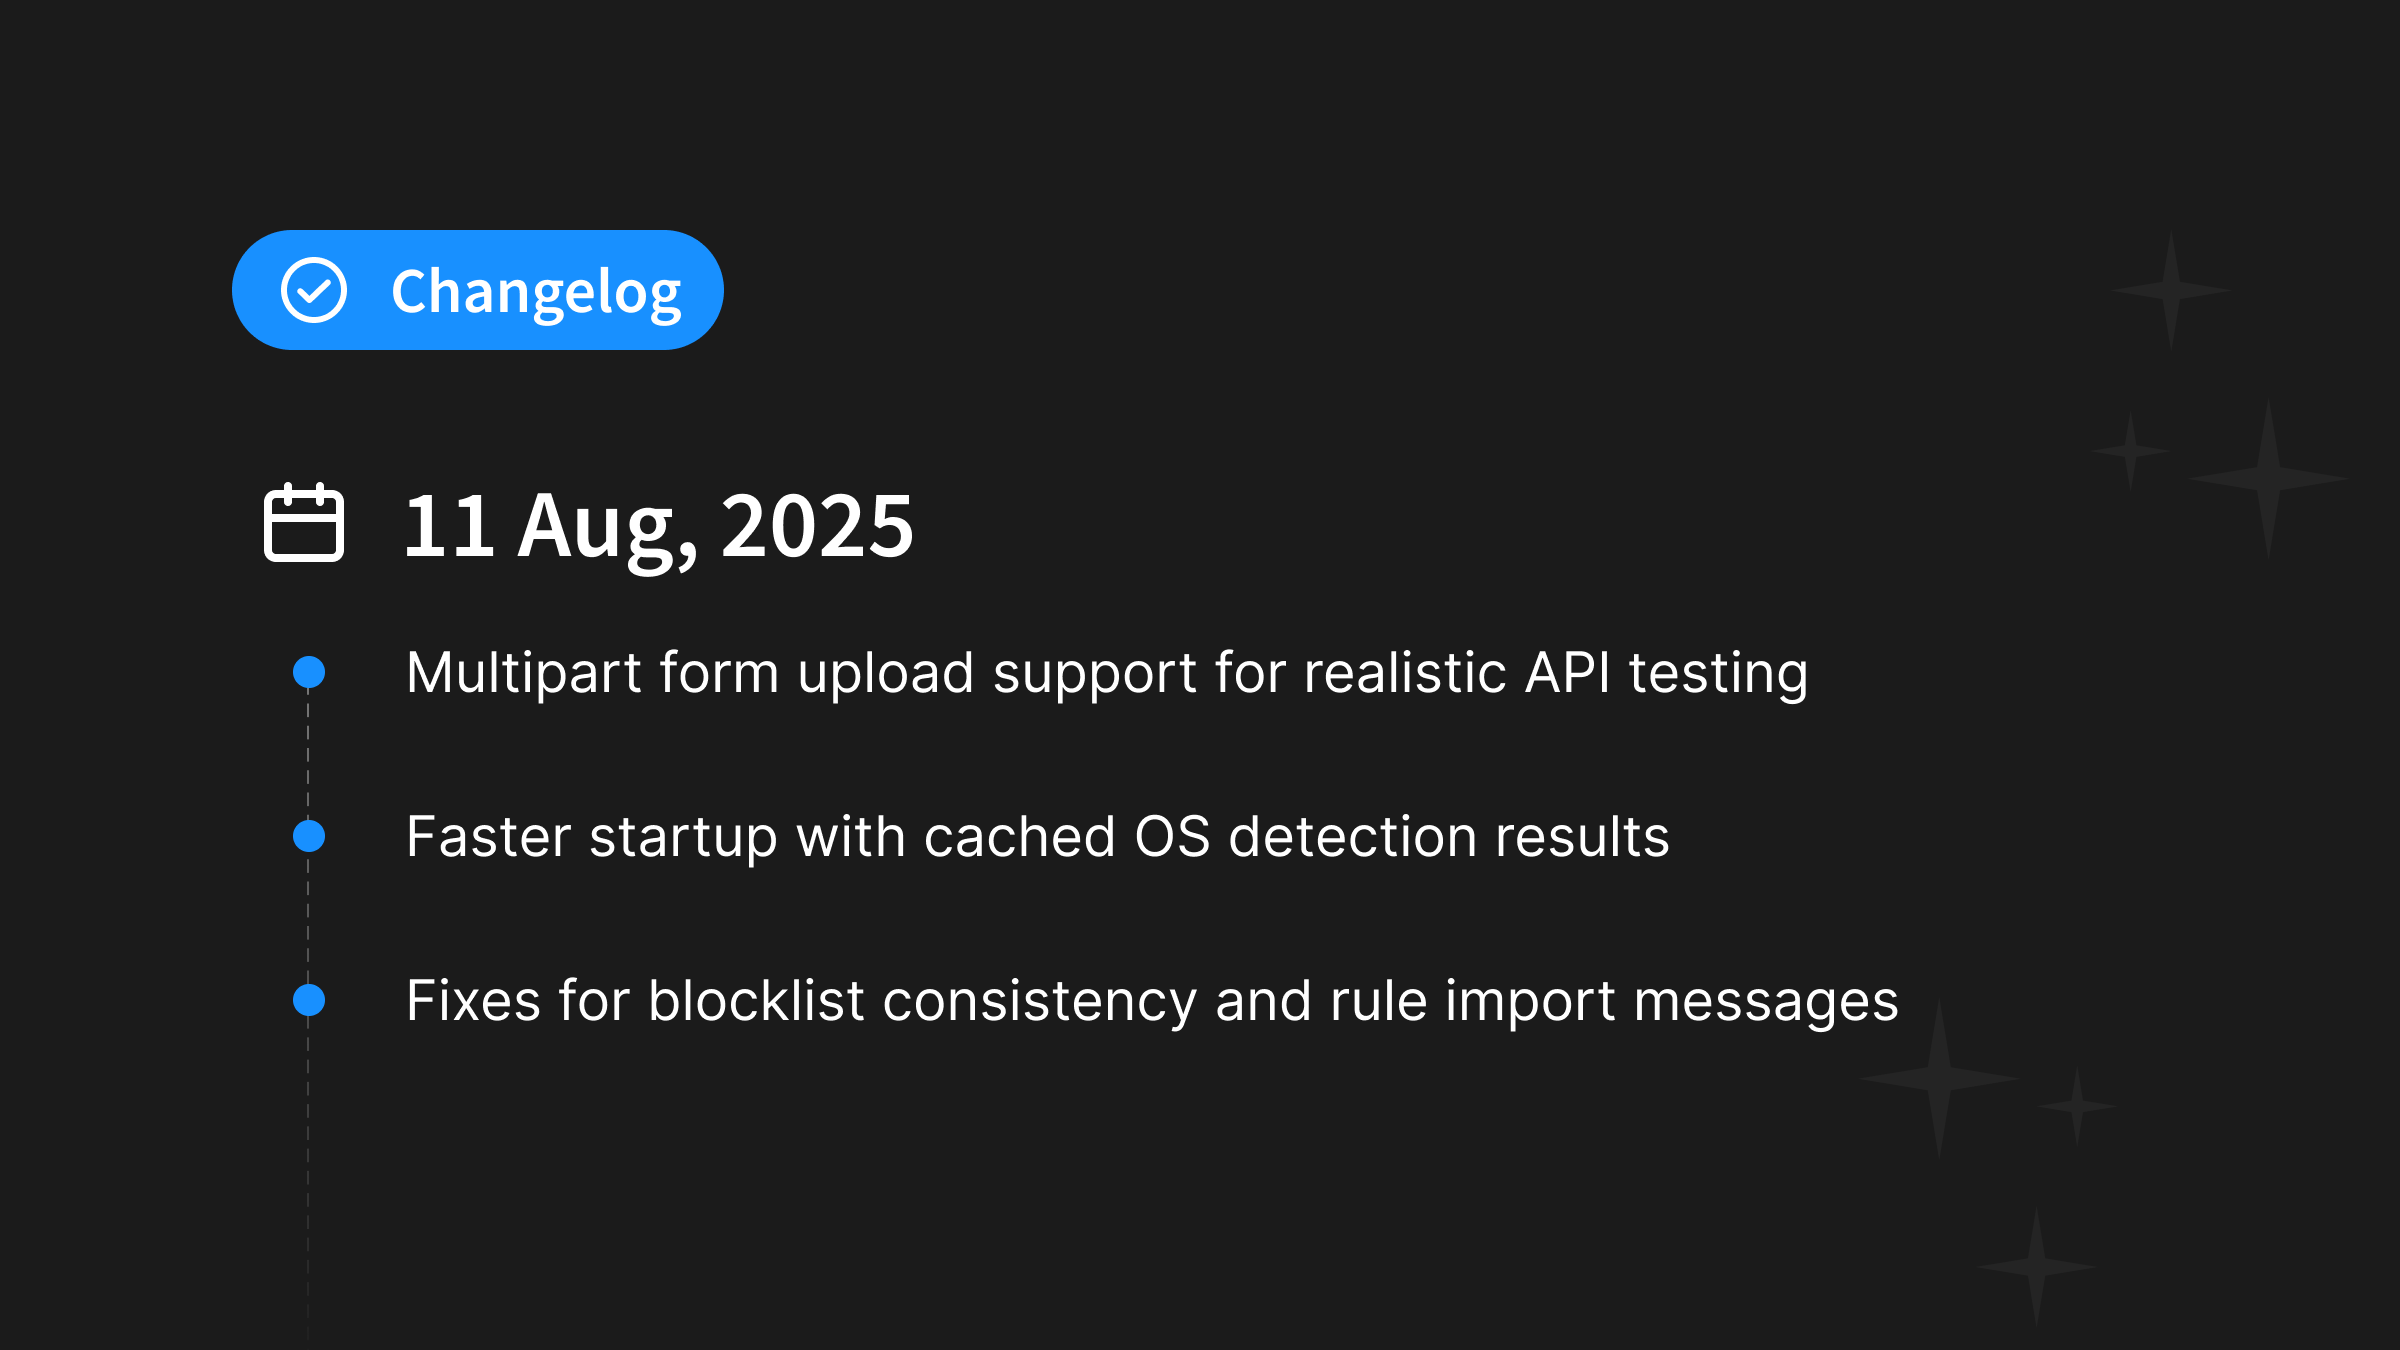 Changelog
11 Aug, 2025
Multipart form upload support for realistic API testing
Faster startup with cached OS detection results
Fixes for blocklist consistency and rule import messages